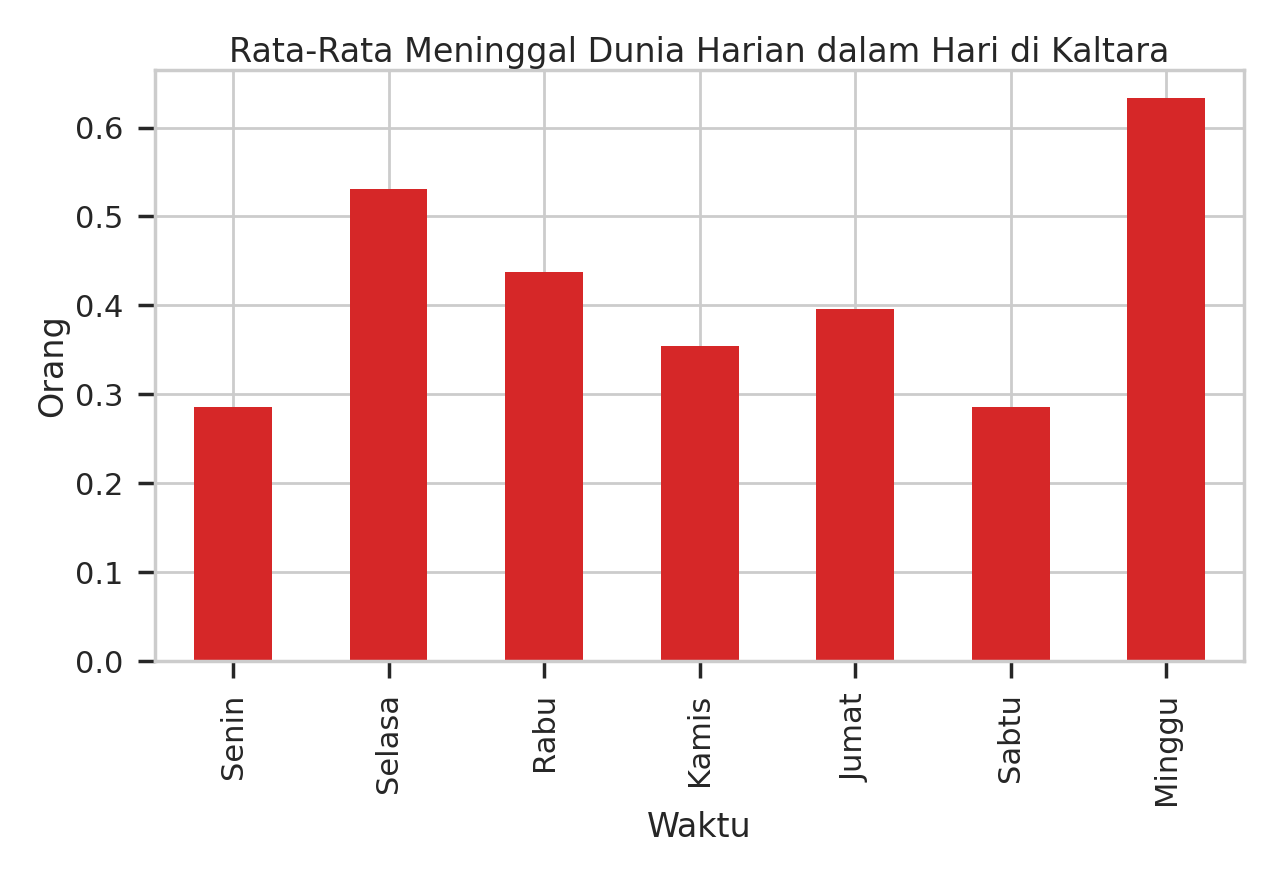 Rata-Rata Meninggal Dunia Harian dalam Hari di Kaltara
0.6
0.5
0.4
0.3
0.2
0.1
0.0
Orang
Senin
Selasa
Rabu
Kamis
Jumat
Sabtu
Minggu
Waktu